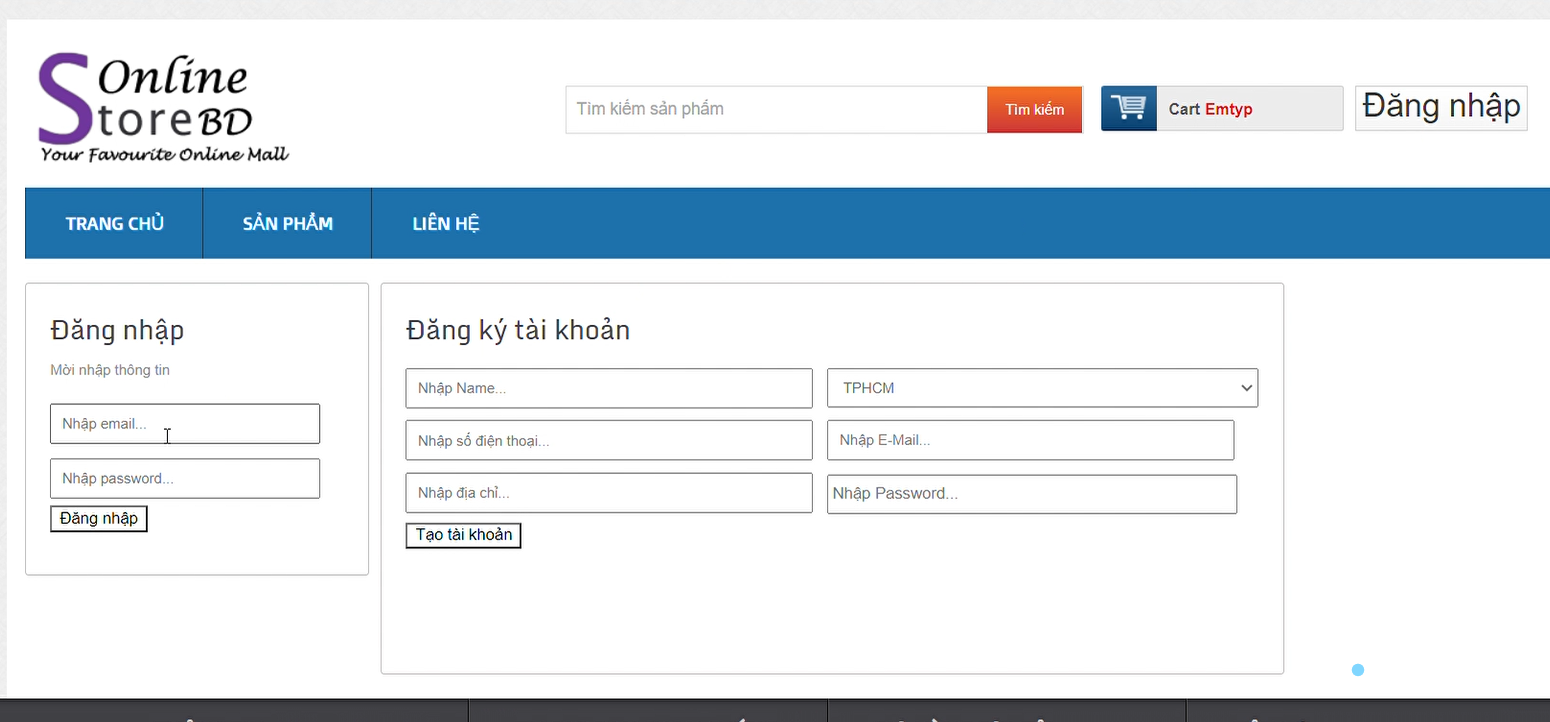 Online
StoreBD
Your Favourite Online Mall
Tìm kiếm sản phẩm
Tìm kiếm
Cart Emtyp
Đăng nhập
TRANG CHỦ
SẢN PHẨM
LIÊN HỆ
Đăng nhập
Mời nhập thông tin
Nhập email...
Nhập password...
Đăng nhập
Đăng ký tài khoản
Nhập Name...
TPHCM
Nhập số điện thoại...
Nhập E-Mail...
Nhập địa chỉ...
Nhập Password...
Tạo tài khoản